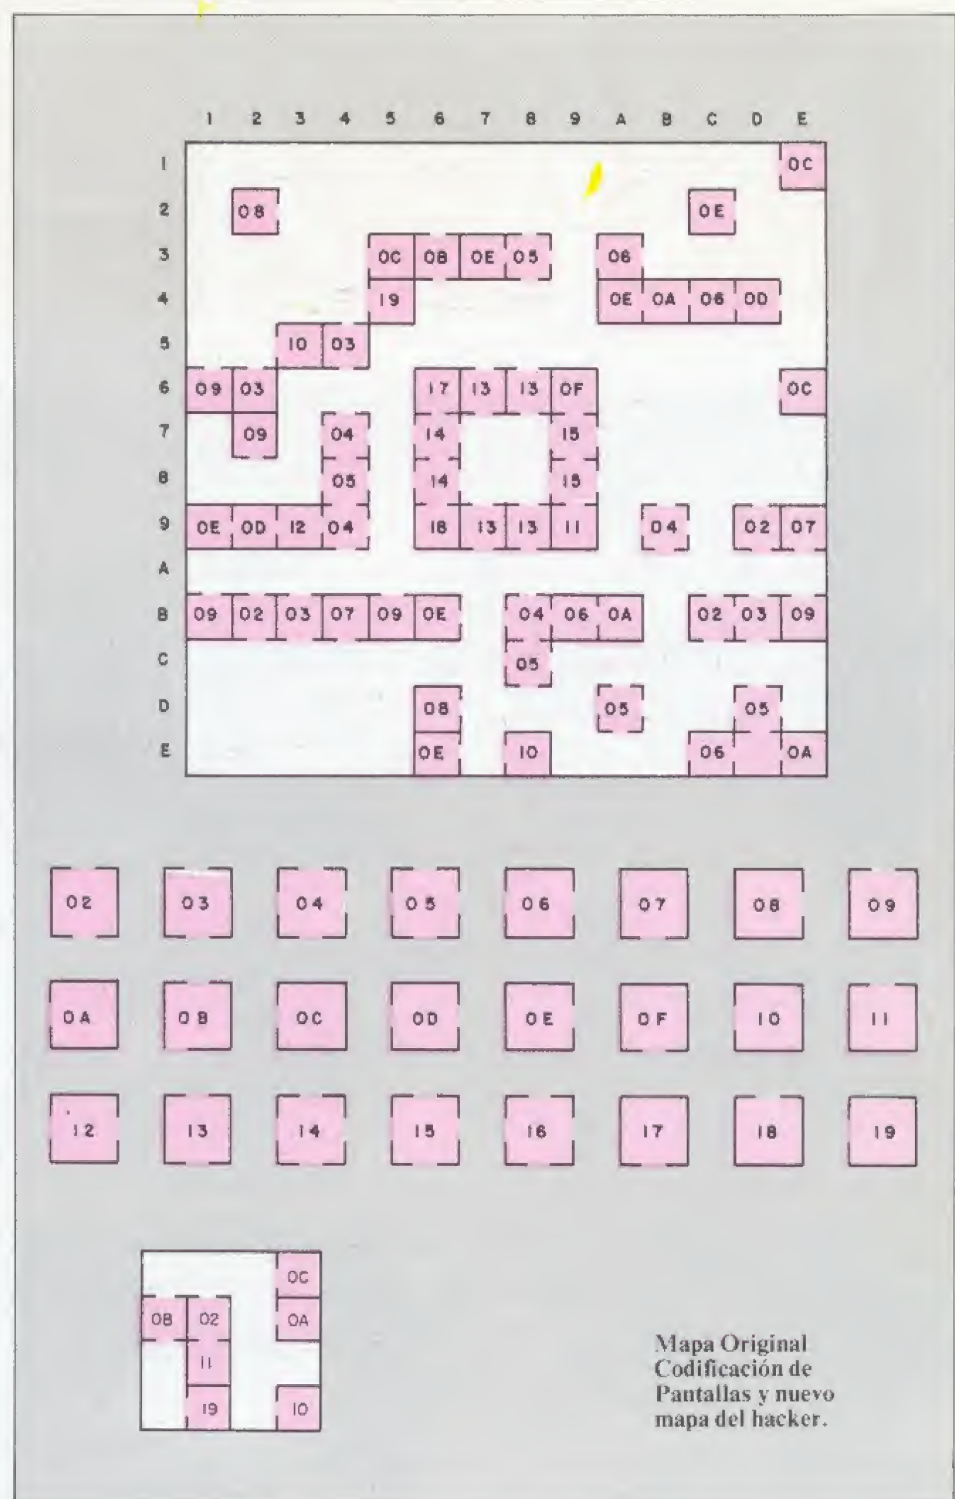 1 2 3 4 5 6 7 8 9 A B C D E
1 0C
2 08 0E
3 0C 0B 0E 05 06
4 19 0E 0A 06 0D
5 10 03
6 09 03 17 13 13 0F 0C
7 09 04 14 15
8 05 14 15
9 0E 0D 12 04 18 13 13 11 04 02 07
A
B 09 02 03 07 09 0E 04 06 0A 02 03 09
C 05
D 08 05 05
E 0E 10 06 0A
02 03 04 05 06 07 08 09
0A 0B 0C 0D 0E 0F 10 11
12 13 14 15 16 17 18 19
0C
0B 02 0A
11
19 10
Mapa Original
Codificación de
Pantallas y nuevo
mapa del hacker.